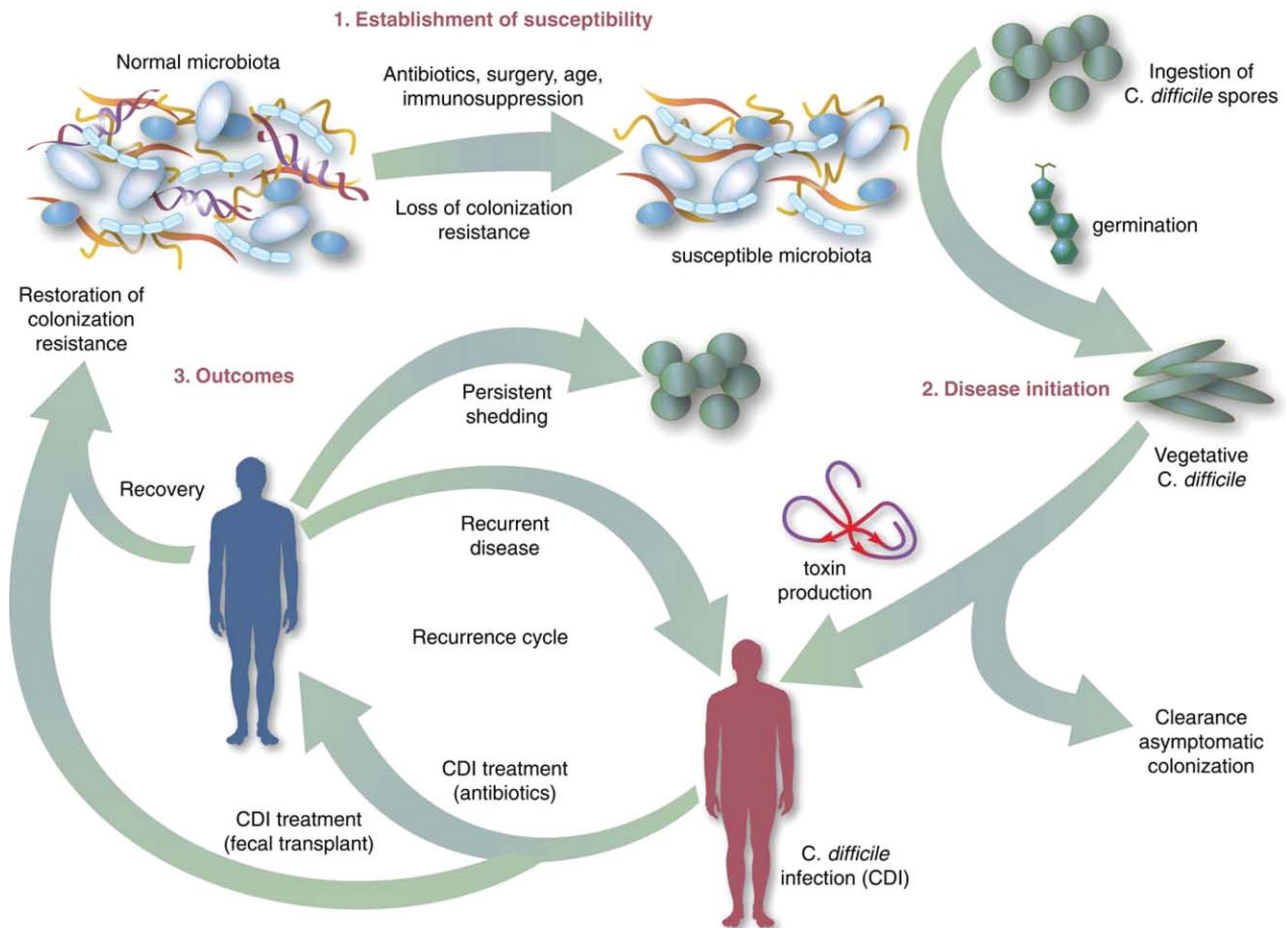 1. Establishment of susceptibility
Normal microbiota
Antibiotics, surgery, age,
immunosuppression
Loss of colonization
resistance
susceptible microbiota
Ingestion of
C. difficile spores
germination
Restoration of
colonization
resistance
3. Outcomes
Persistent
shedding
2. Disease initiation
Vegetative
C. difficile
Recovery
Recurrent
disease
toxin
production
Recurrence cycle
Clearance
asymptomatic
colonization
CDI treatment
(antibiotics)
CDI treatment
(fecal transplant)
C. difficile
infection (CDI)